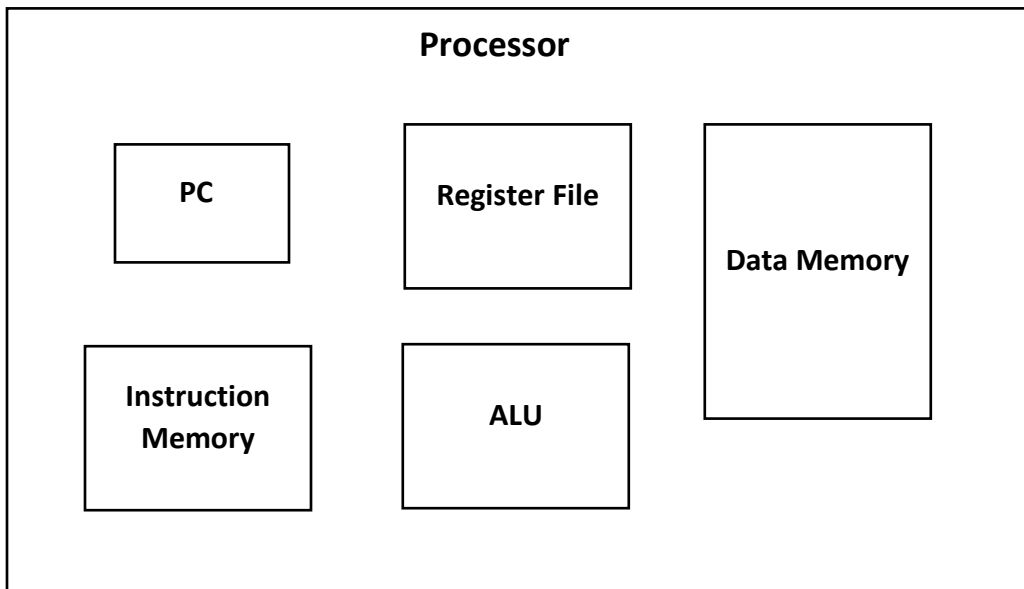 Processor
PC
Register File
Data Memory
Instruction
Memory
ALU